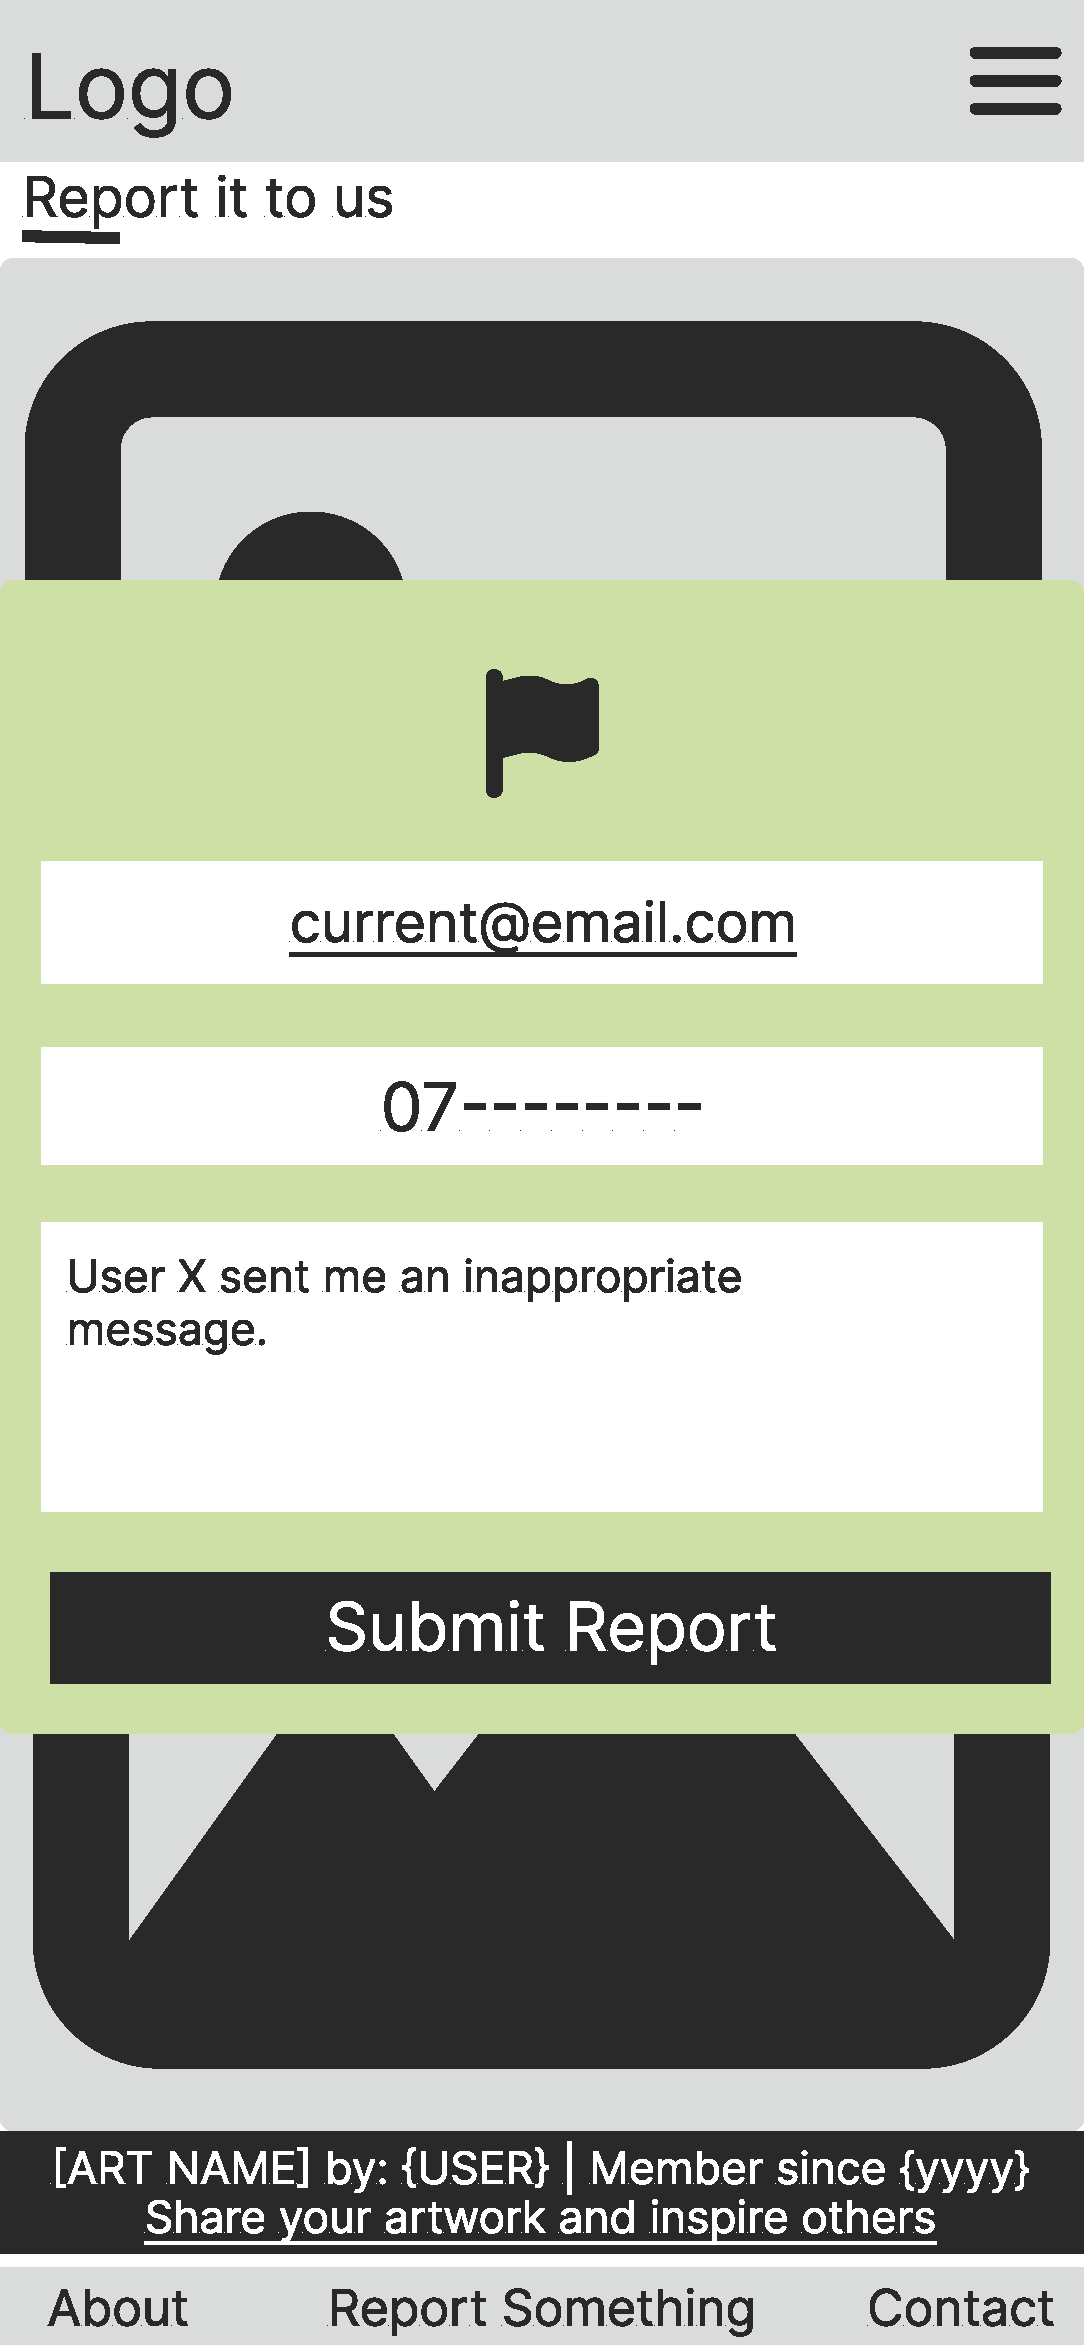 Logo
Report it to us
current@email.com
07--------
User X sent me an inappropriate
message.
Submit Report
[ART NAME] by: {USER} | Member since {yyyy}
Share your artwork and inspire others
About Report Something Contact